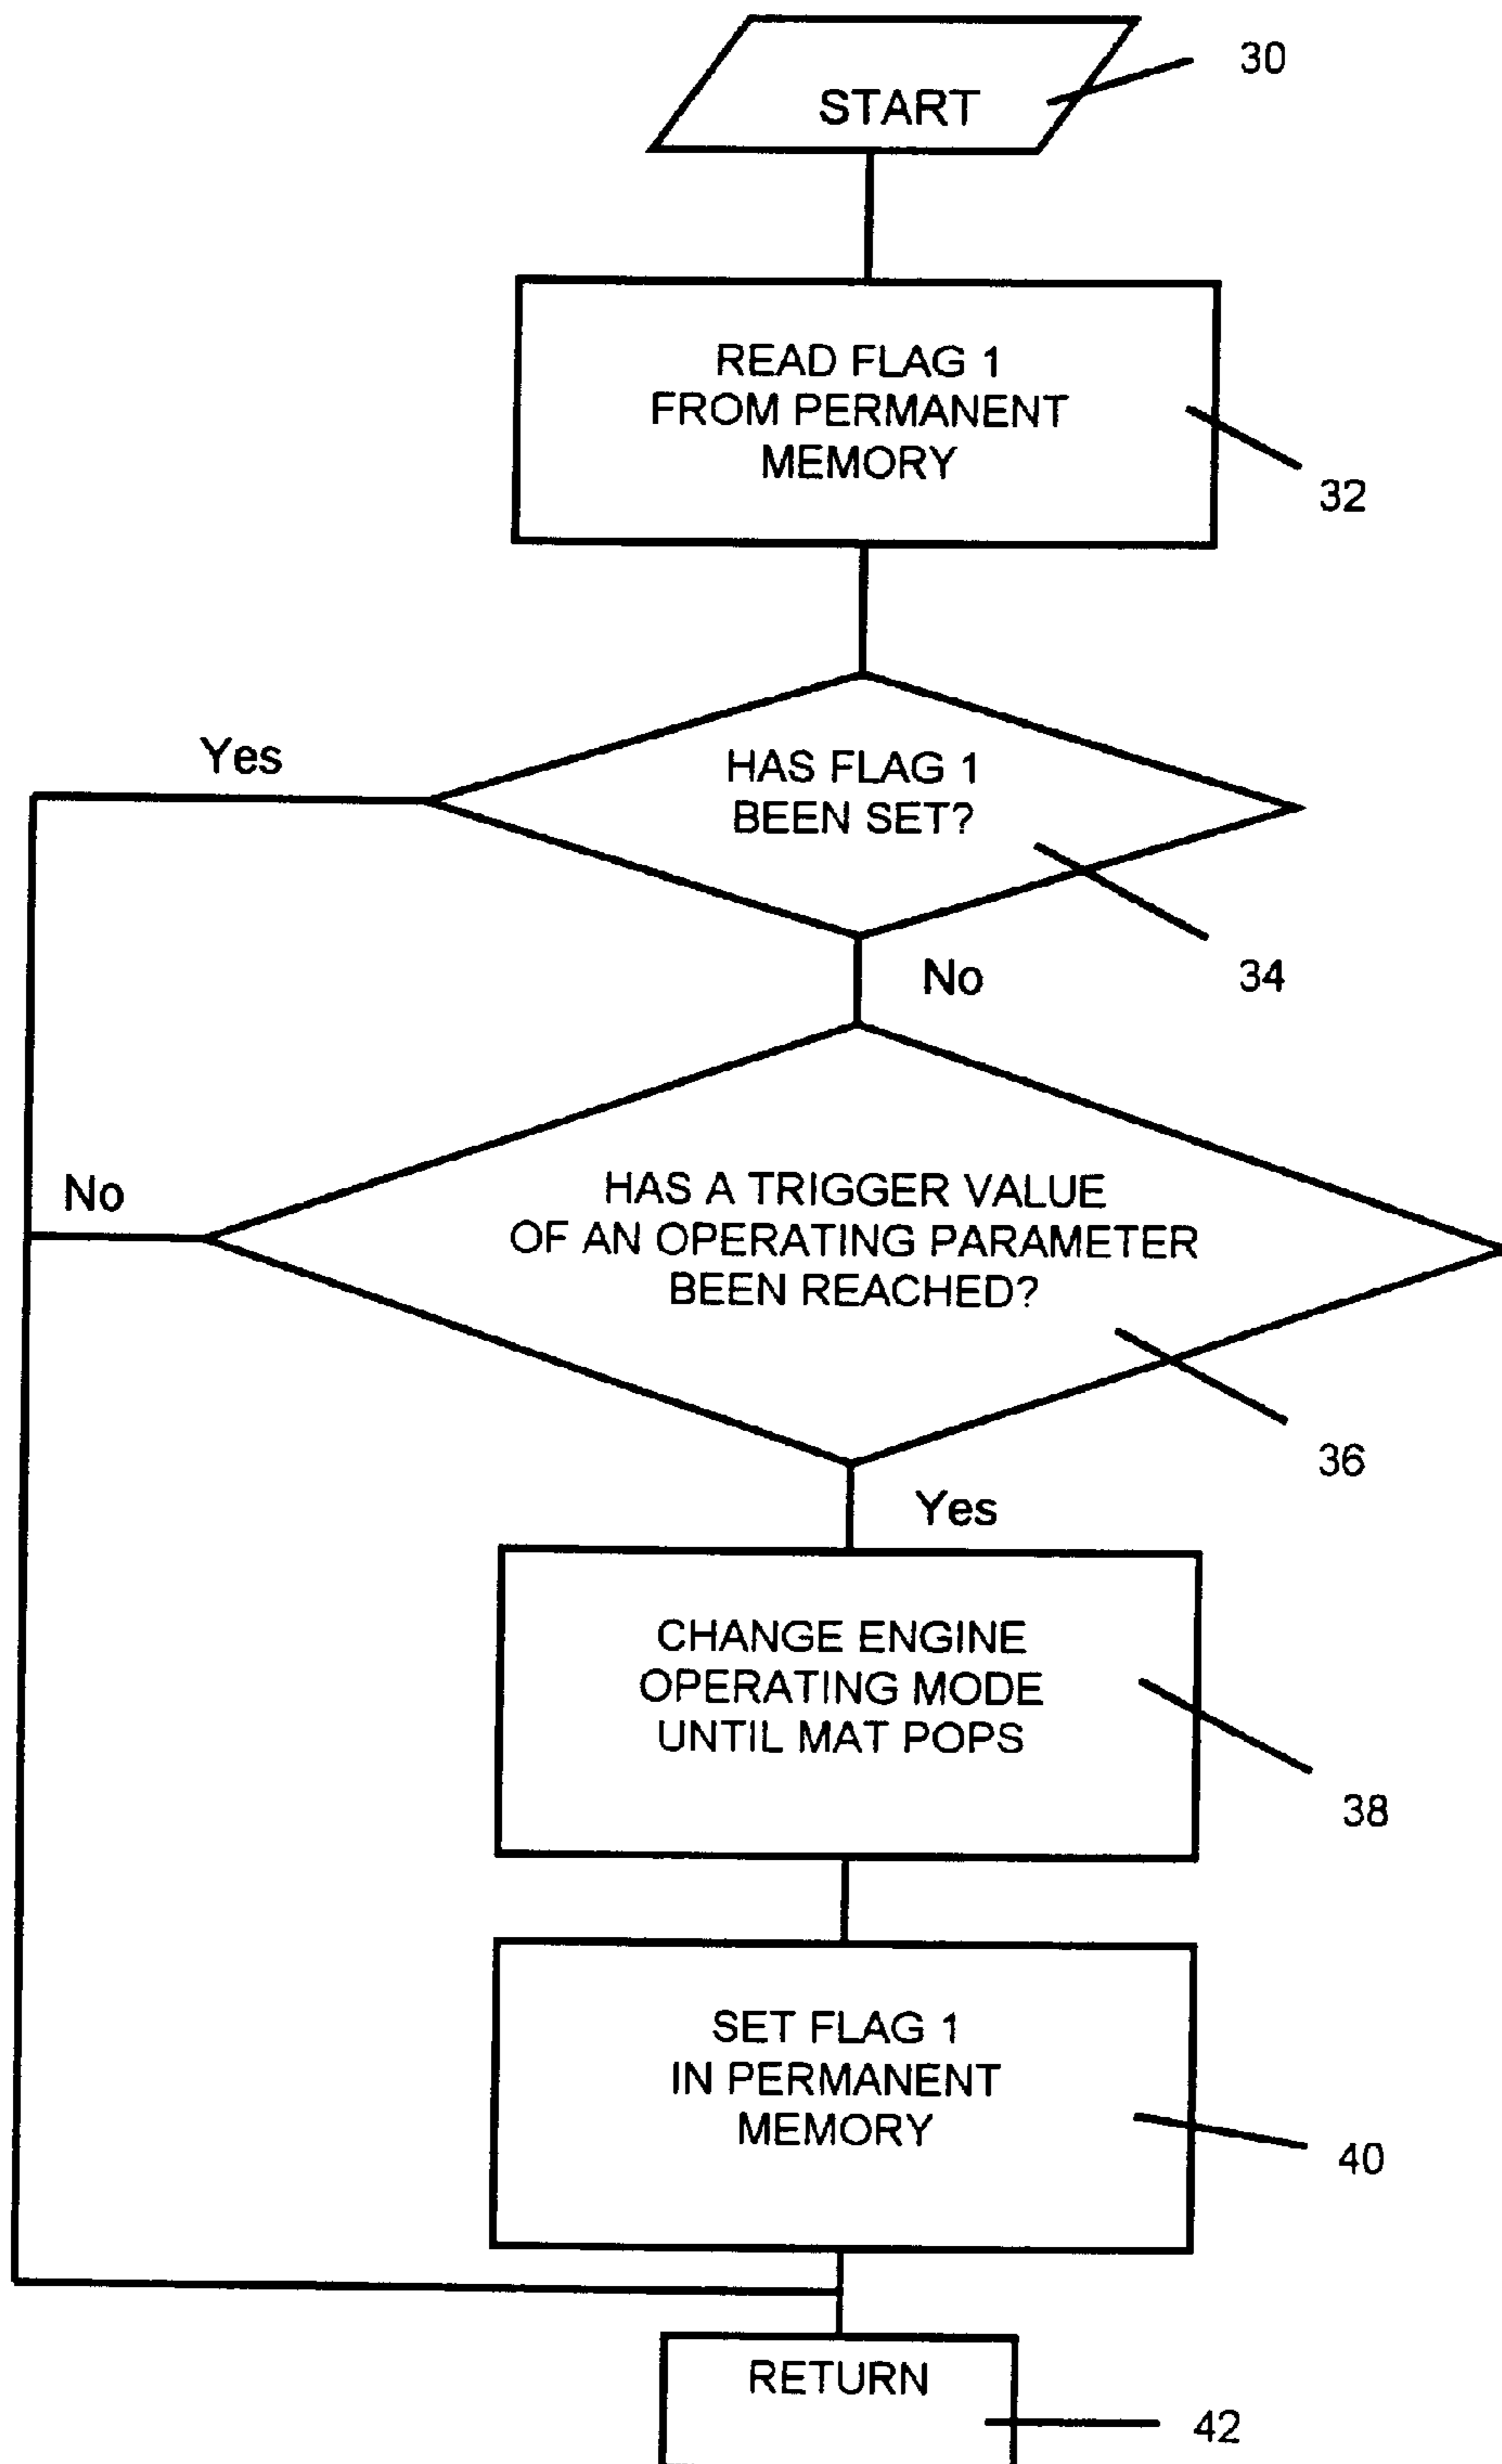 START
30
READ FLAG 1
FROM PERMANENT
MEMORY
32
Yes
HAS FLAG 1
BEEN SET?
34
No
No
HAS A TRIGGER VALUE
OF AN OPERATING PARAMETER
BEEN REACHED?
36
Yes
CHANGE ENGINE
OPERATING MODE
UNTIL MAT POPS
38
SET FLAG 1
IN PERMANENT
MEMORY
40
RETURN
42